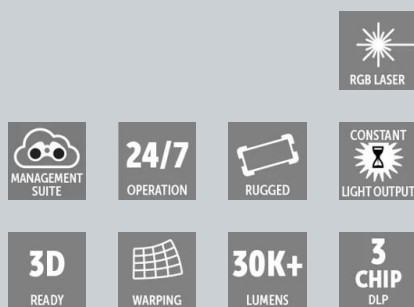 RGB LASER
MANAGEMENT
SUITE
24/7
OPERATION
RUGGED
CONSTANT
LIGHT OUTPUT
3D
READY
WARPING
30K+
LUMENS
3
CHIP
DLP